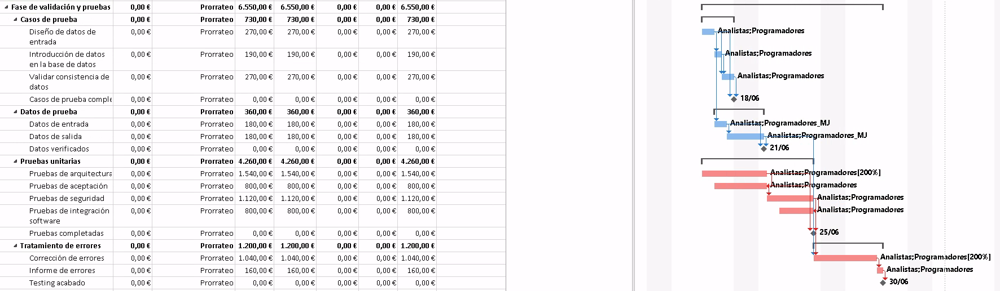 Fase de validación y pruebas 0,00 € Prorrateo 6.550,00 € 6.550,00 € 0,00 € 0,00 € 6.550,00 €
Casos de prueba 0,00 € Prorrateo 730,00 € 730,00 € 0,00 € 0,00 € 730,00 €
Diseño de datos de 0,00 € Prorrateo 270,00 € 270,00 € 0,00 € 0,00 € 270,00 € Analistas;Programadores
entrada
Introducción de datos 0,00 € Prorrateo 190,00 € 190,00 € 0,00 € 0,00 € 190,00 € Analistas;Programadores
en la base de datos
Validar consistencia de 0,00 € Prorrateo 270,00 € 270,00 € 0,00 € 0,00 € 270,00 € Analistas;Programadores
datos
Casos de prueba comple 0,00 € Prorrateo 0,00 € 0,00 € 0,00 € 0,00 € 0,00 € 18/06
Datos de prueba 0,00 € Prorrateo 360,00 € 360,00 € 0,00 € 0,00 € 360,00 €
Datos de entrada 0,00 € Prorrateo 180,00 € 180,00 € 0,00 € 0,00 € 180,00 € Analistas;Programadores_MJ
Datos de salida 0,00 € Prorrateo 180,00 € 180,00 € 0,00 € 0,00 € 180,00 € Analistas;Programadores_MJ
Datos verificados 0,00 € Prorrateo 0,00 € 0,00 € 0,00 € 0,00 € 0,00 € 21/06
Pruebas unitarias 0,00 € Prorrateo 4.260,00 € 4.260,00 € 0,00 € 0,00 € 4.260,00 €
Pruebas de arquitectura 0,00 € Prorrateo 1.540,00 € 1.540,00 € 0,00 € 0,00 € 1.540,00 € Analistas;Programadores[200%]
Pruebas de aceptación 0,00 € Prorrateo 800,00 € 800,00 € 0,00 € 0,00 € 800,00 € Analistas;Programadores
Pruebas de seguridad 0,00 € Prorrateo 1.120,00 € 1.120,00 € 0,00 € 0,00 € 1.120,00 € Analistas;Programadores
Pruebas de integración 0,00 € Prorrateo 800,00 € 800,00 € 0,00 € 0,00 € 800,00 € Analistas;Programadores
software
Pruebas completadas 0,00 € Prorrateo 0,00 € 0,00 € 0,00 € 0,00 € 0,00 € 25/06
Tratamiento de errores 0,00 € Prorrateo 1.200,00 € 1.200,00 € 0,00 € 0,00 € 1.200,00 €
Corrección de errores 0,00 € Prorrateo 1.040,00 € 1.040,00 € 0,00 € 0,00 € 1.040,00 € Analistas;Programadores[200%]
Informe de errores 0,00 € Prorrateo 160,00 € 160,00 € 0,00 € 0,00 € 160,00 € Analistas;Programadores
Testing acabado 0,00 € Prorrateo 0,00 € 0,00 € 0,00 € 0,00 € 0,00 € 30/06